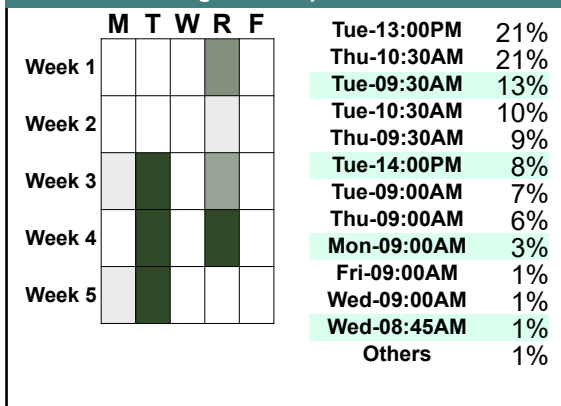 M T W R F
Week 1
Week 2
Week 3
Week 4
Week 5
Tue-13:00PM 21%
Thu-10:30AM 21%
Tue-09:30AM 13%
Tue-10:30AM 10%
Thu-09:30AM 9%
Tue-14:00PM 8%
Tue-09:00AM 7%
Thu-09:00AM 6%
Mon-09:00AM 3%
Fri-09:00AM 1%
Wed-09:00AM 1%
Wed-08:45AM 1%
Others 1%